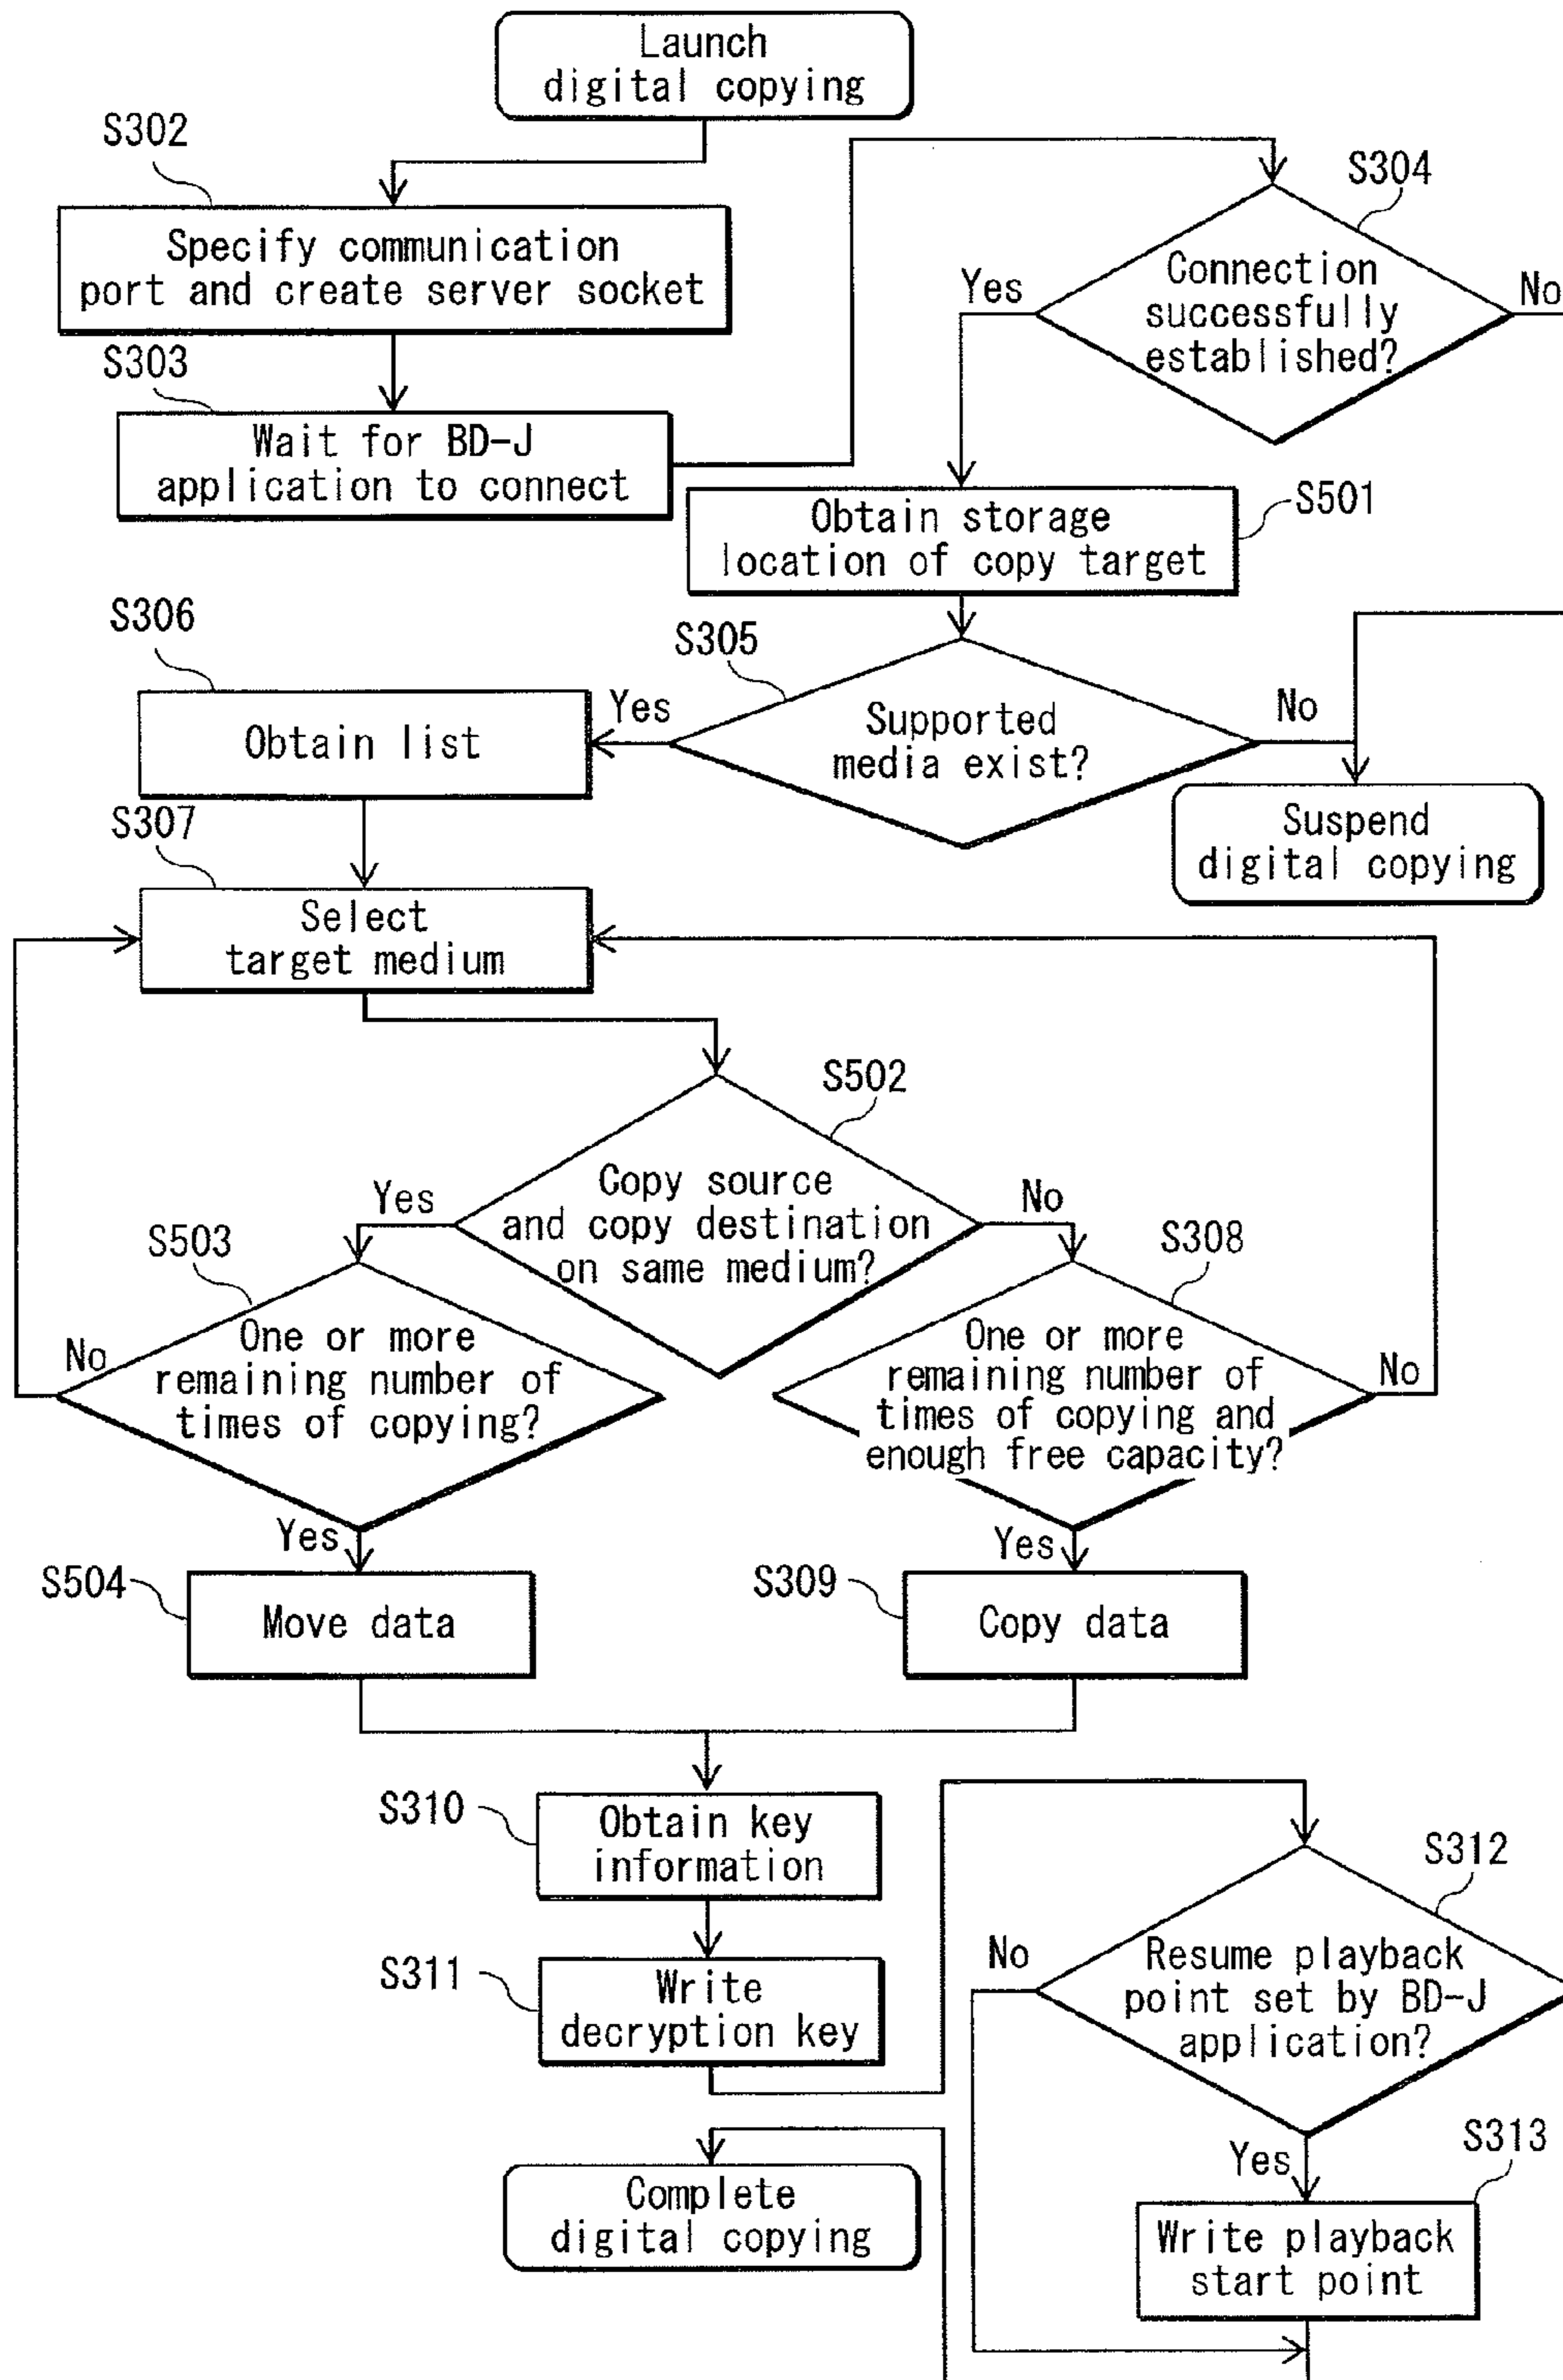 Launch
digital copying
S302
Specify communication
port and create server socket
S303
Wait for BD-J
application to connect
S304
Connection
successfully
established?
Yes
No
S501
Obtain storage
location of copy target
S305
Supported
media exist?
Yes
No
S306
Obtain list
Suspend
digital copying
S307
Select
target medium
S502
Copy source
and copy destination
on same medium?
Yes
No
S503
One or more
remaining number of
times of copying?
No
Yes
S308
One or more
remaining number of
times of copying and
enough free capacity?
No
Yes
S504
Move data
S309
Copy data
S310
Obtain key
information
S311
Write
decryption key
S312
Resume playback
point set by BD-J
application?
No
Yes
S313
Write playback
start point
Complete
digital copying